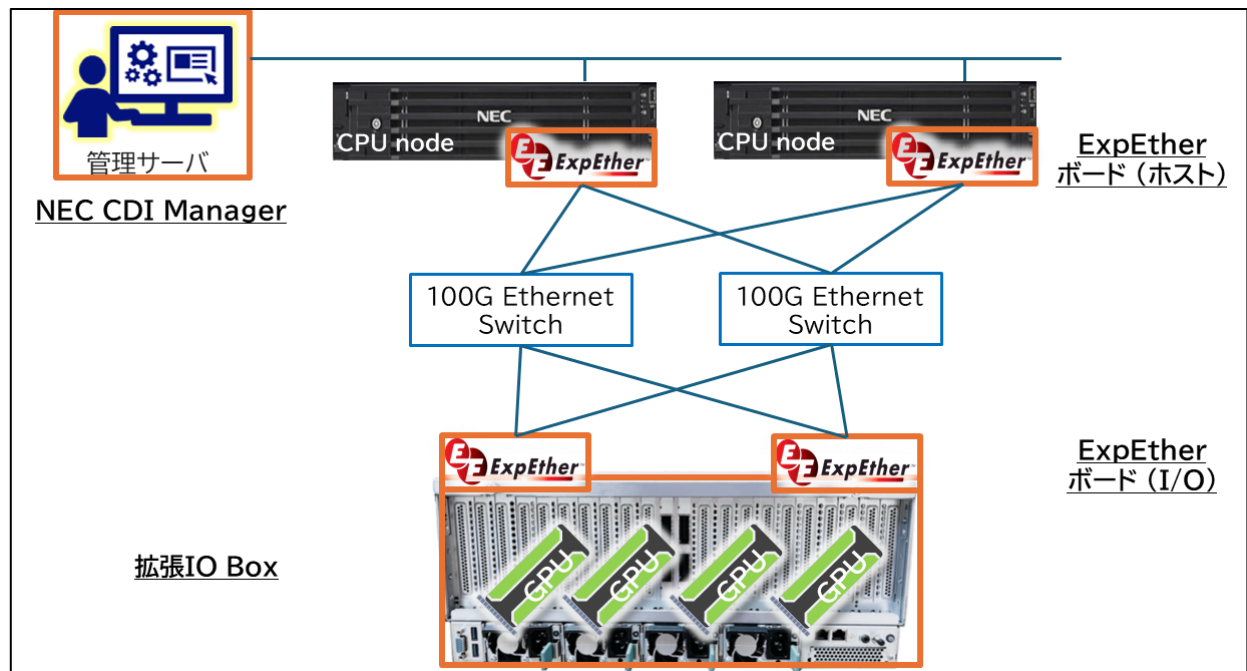 管理サーバ
NEC CDI Manager
NEC
CPU node
ExpEther
NEC
CPU node
ExpEther
ExpEther
ボード（ホスト）
100G Ethernet
Switch
100G Ethernet
Switch
EE ExpEther
EE ExpEther
ExpEther
ボード（I/O）
拡張IO Box
GPU
GPU
GPU
GPU